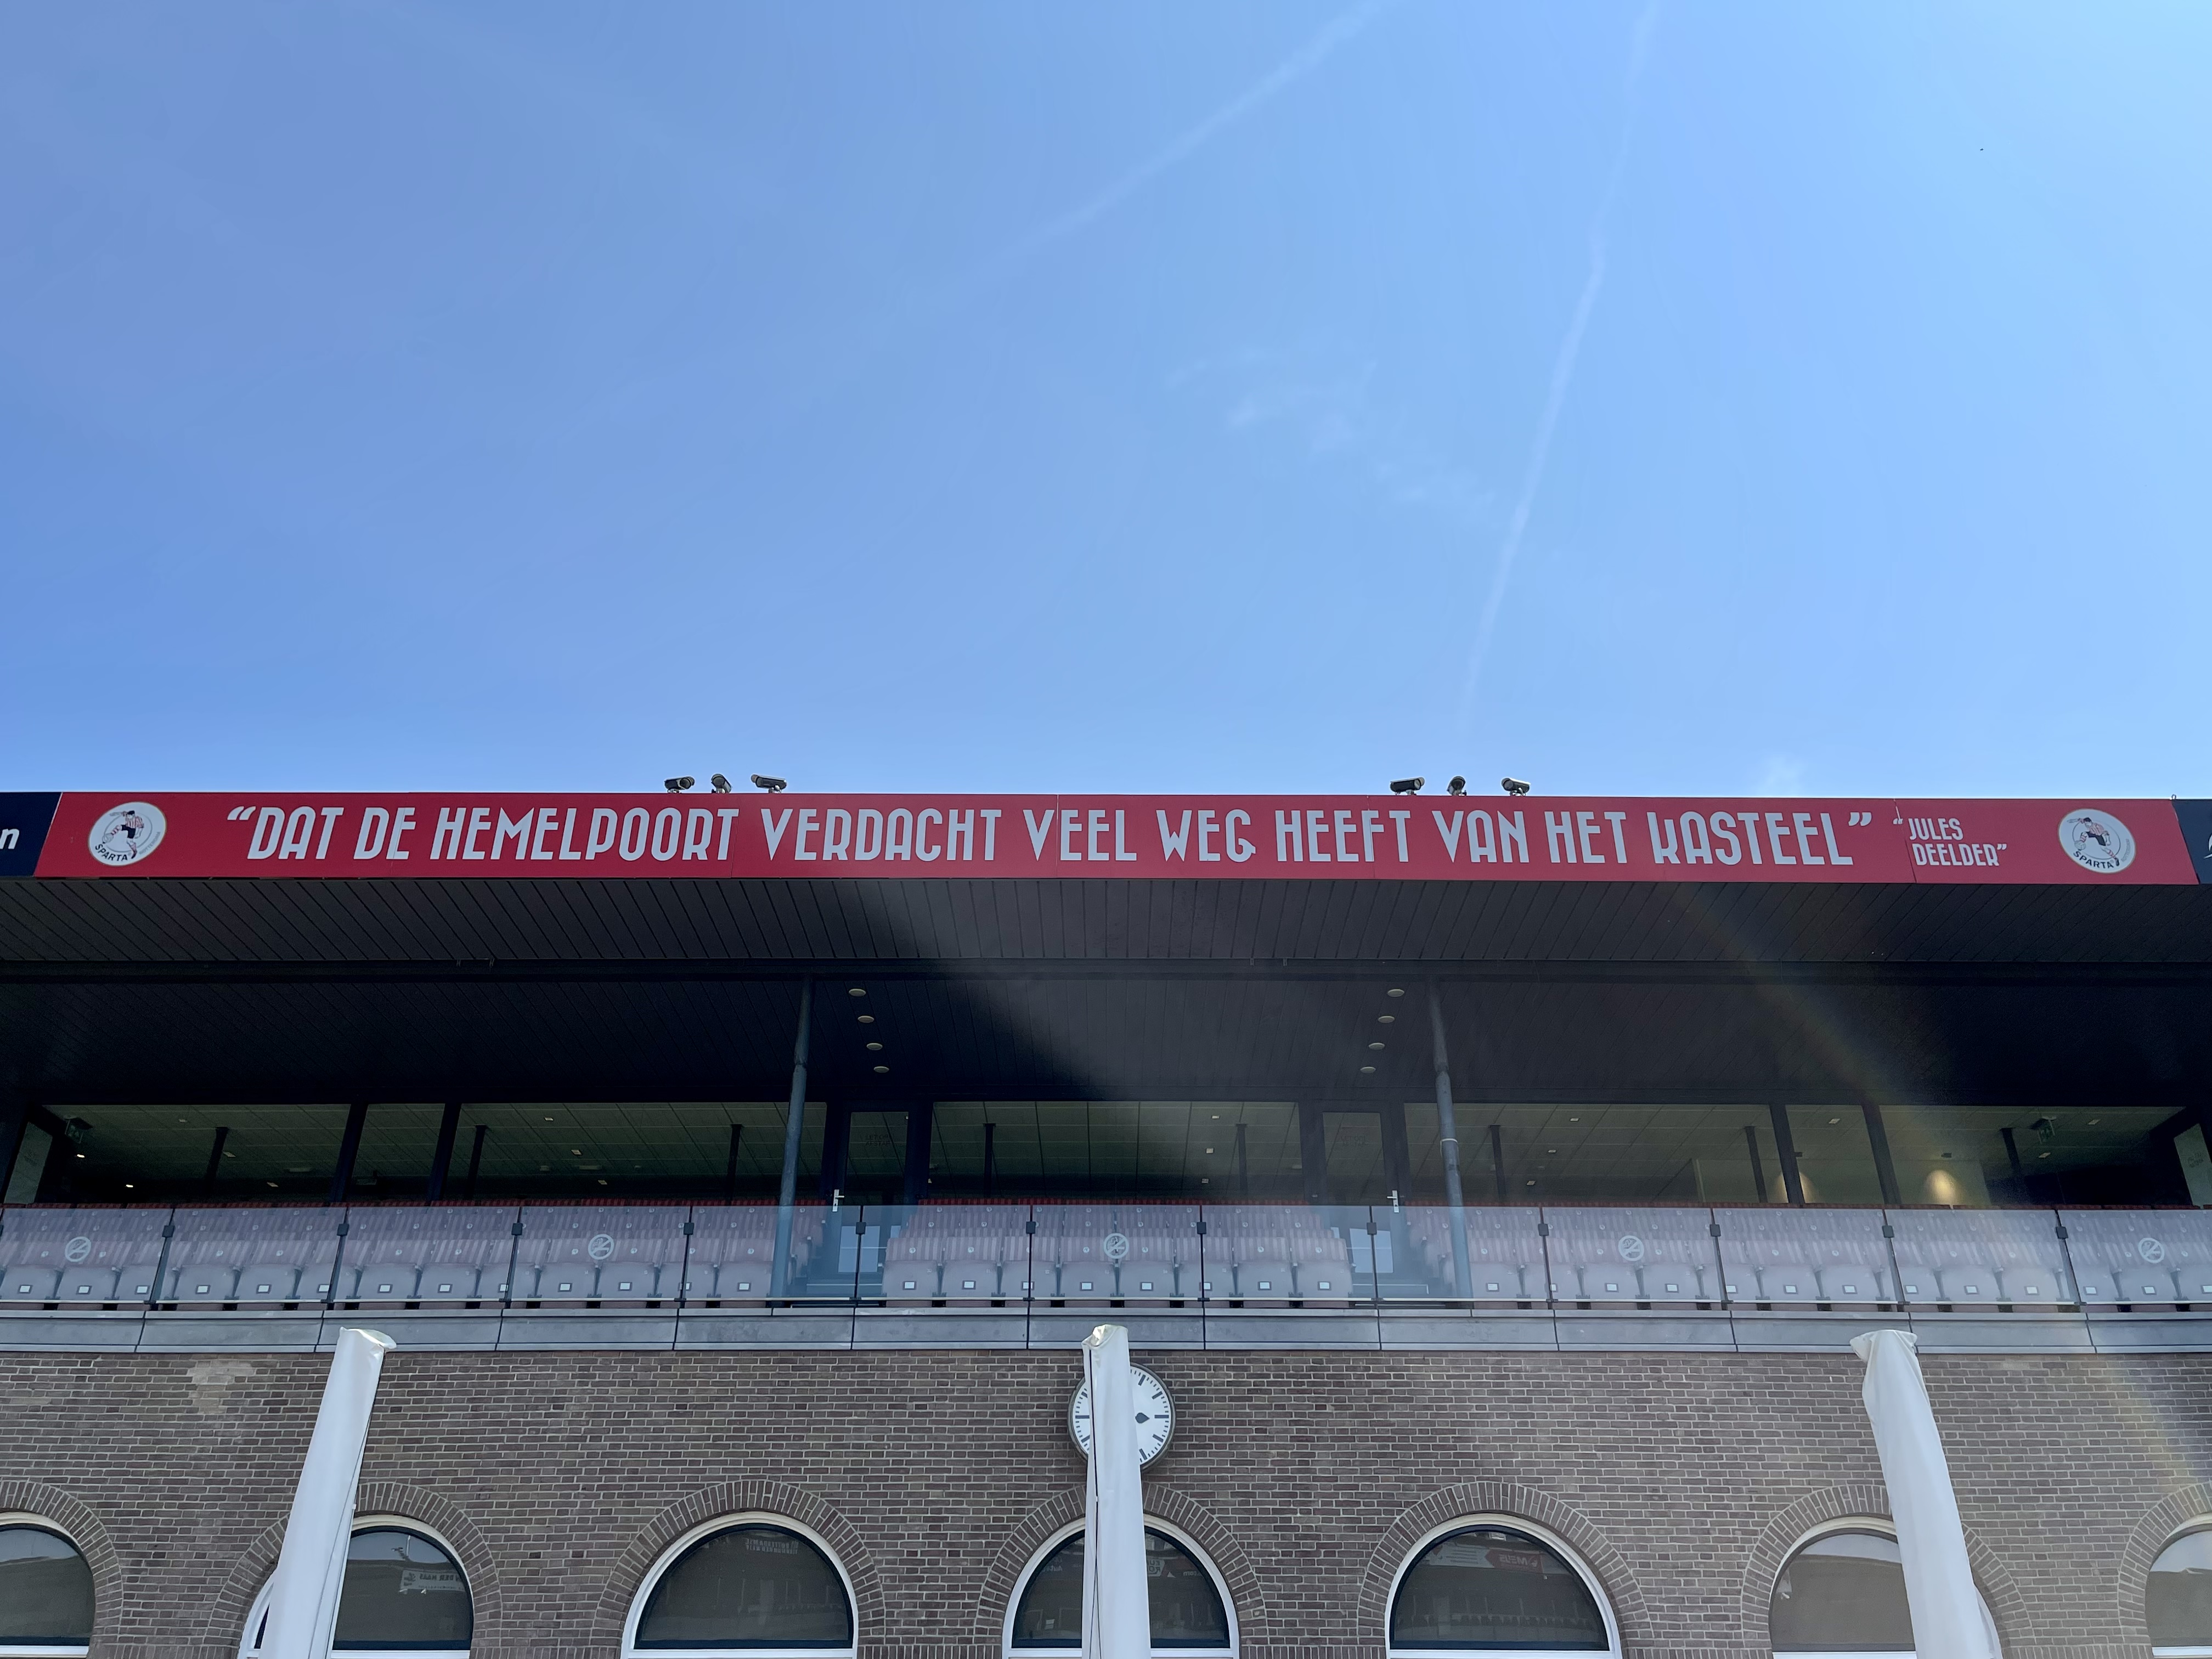 n
“DAT DE HEMELPOORT VERDACHT VEEL WEG HEEFT VAN HET KASTEEL”
“JULES
DEELDER”
SPARTA
SPARTA